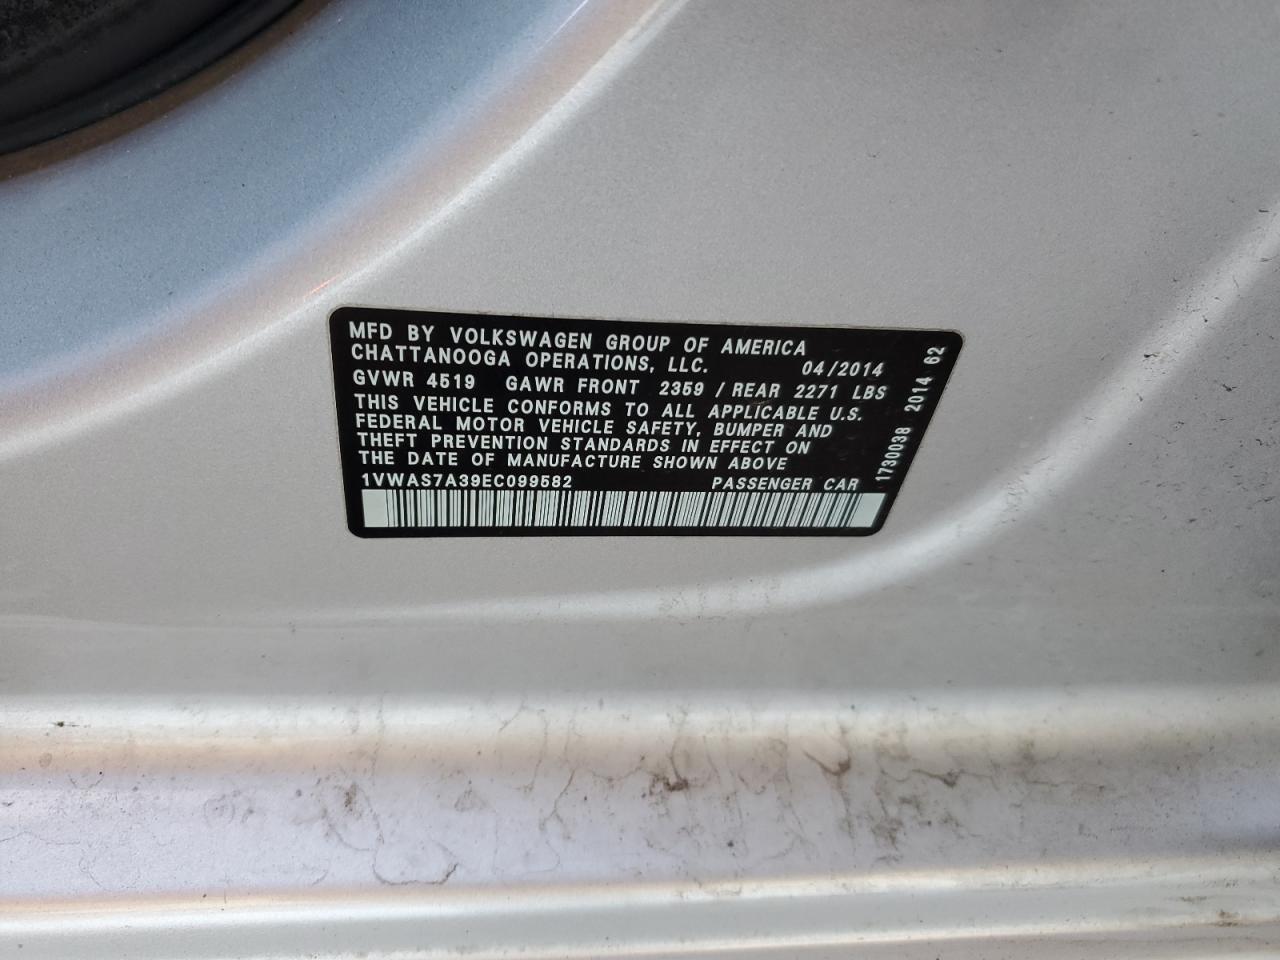 MFD BY VOLKSWAGEN GROUP OF AMERICA
CHATTANOOGA OPERATIONS, LLC. 04/2014
GVWR 4519 GAWR FRONT 2359 / REAR 2271 LBS
THIS VEHICLE CONFORMS TO ALL APPLICABLE U.S.
FEDERAL MOTOR VEHICLE SAFETY, BUMPER AND
THEFT PREVENTION STANDARDS IN EFFECT ON
THE DATE OF MANUFACTURE SHOWN ABOVE
1VWAS7A39EC099582 PASSENGER CAR
1730038 2014 62